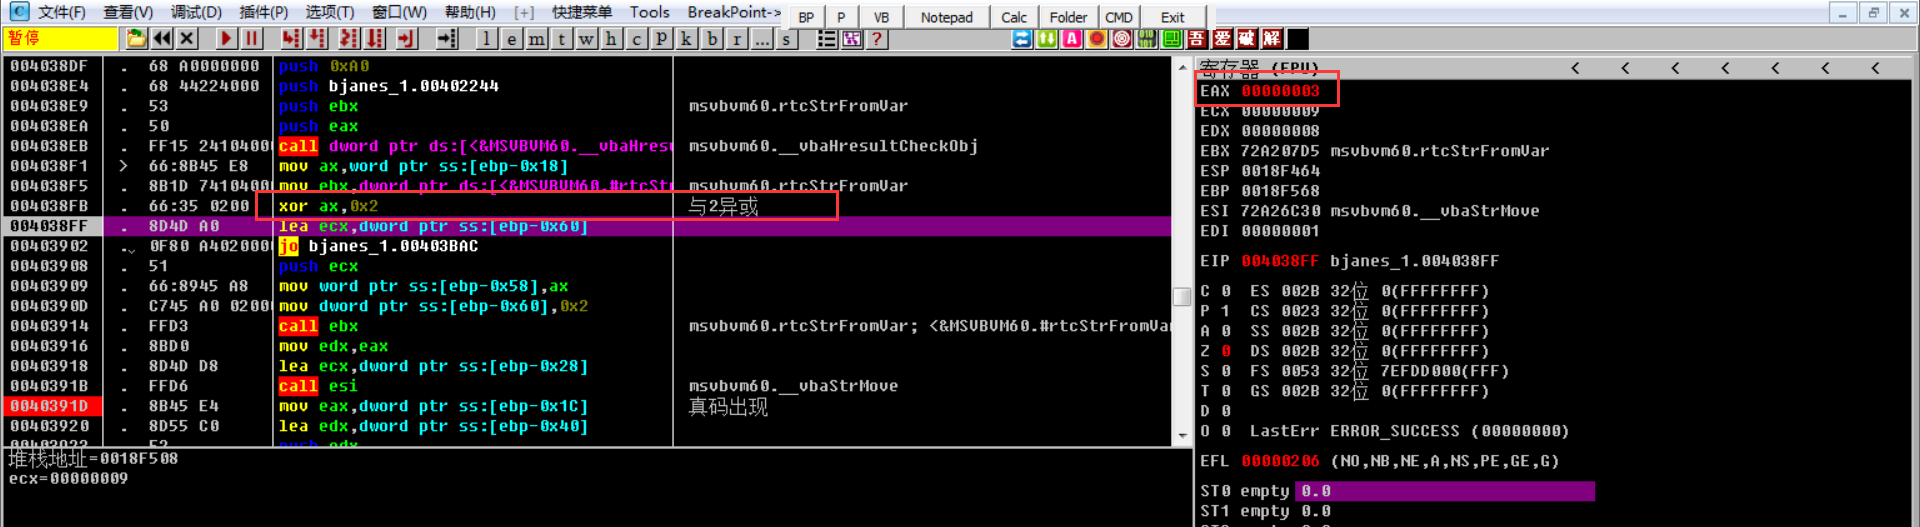 文件(F) 查看(V) 调试(D) 插件(P) 选项(T) 窗口(W) 帮助(H) [+] 快捷菜单 Tools BreakPoint-> BP P VB Notepad Calc Folder CMD Exit
暂停 l e m t w h c p k b r ... s ? A 吾 爱 破 解
004038DF . 68 A0000000 push 0xA0
004038E4 . 68 44224000 push bjanes_1.00402244
004038E9 . 53 push ebx msvbvm60.rtcStrFromVar
004038EA . 50 push eax
004038EB . FF15 24104000 call dword ptr ds:[<&MSVBVM60.__vbaHresu msvbvm60.__vbaHresultCheckObj
004038F1 > 66:8B45 E8 mov ax,word ptr ss:[ebp-0x18]
004038F5 . 8B1D 74104000 mov ebx,dword ptr ds:[<&MSVBVM60.#rtcSt msvbvm60.rtcStrFromVar
004038FB . 66:35 0200 xor ax,0x2 与2异或
004038FF . 8D4D A0 lea ecx,dword ptr ss:[ebp-0x60]
00403902 . 0F80 A4020000 jo bjanes_1.00403BAC
00403908 . 51 push ecx
00403909 . 66:8945 A8 mov word ptr ss:[ebp-0x58],ax
0040390D . C745 A0 02000 mov dword ptr ss:[ebp-0x60],0x2
00403914 . FFD3 call ebx msvbvm60.rtcStrFromVar; <&MSVBVM60.#rtcStrFromVa
00403916 . 8BD0 mov edx,eax
00403918 . 8D4D D8 lea ecx,dword ptr ss:[ebp-0x28]
0040391B . FFD6 call esi msvbvm60.__vbaStrMove
0040391D . 8B45 E4 mov eax,dword ptr ss:[ebp-0x1C] 真码出现
00403920 . 8D55 C0 lea edx,dword ptr ss:[ebp-0x40]
00403923 . 52 push edx
堆栈地址=0018F508
ecx=00000009
寄存器 (FPU) < < < < < < <
EAX 00000003
ECX 00000009
EDX 00000008
EBX 72A207D5 msvbvm60.rtcStrFromVar
ESP 0018F464
EBP 0018F568
ESI 72A26C30 msvbvm60.__vbaStrMove
EDI 00000001
EIP 004038FF bjanes_1.004038FF
C 0 ES 002B 32位 0(FFFFFFFF)
P 1 CS 0023 32位 0(FFFFFFFF)
A 0 SS 002B 32位 0(FFFFFFFF)
Z 0 DS 002B 32位 0(FFFFFFFF)
S 0 FS 0053 32位 7EFDD000(FFF)
T 0 GS 002B 32位 0(FFFFFFFF)
D 0
O 0 LastErr ERROR_SUCCESS (00000000)
EFL 00000206 (NO,NB,NE,A,NS,PE,GE,G)
ST0 empty 0.0
ST1 empty 0.0